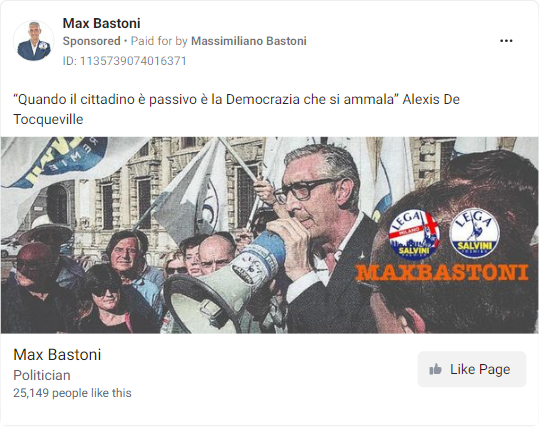 Max Bastoni
Sponsored • Paid for by Massimiliano Bastoni
ID: 1135739074016371
“Quando il cittadino è passivo è la Democrazia che si ammala” Alexis De
Tocqueville
LEGA
MILANO
SALVINI
LEGA
SALVINI
PREMIER
MAXBASTONI
Max Bastoni
Politician
25,149 people like this
Like Page